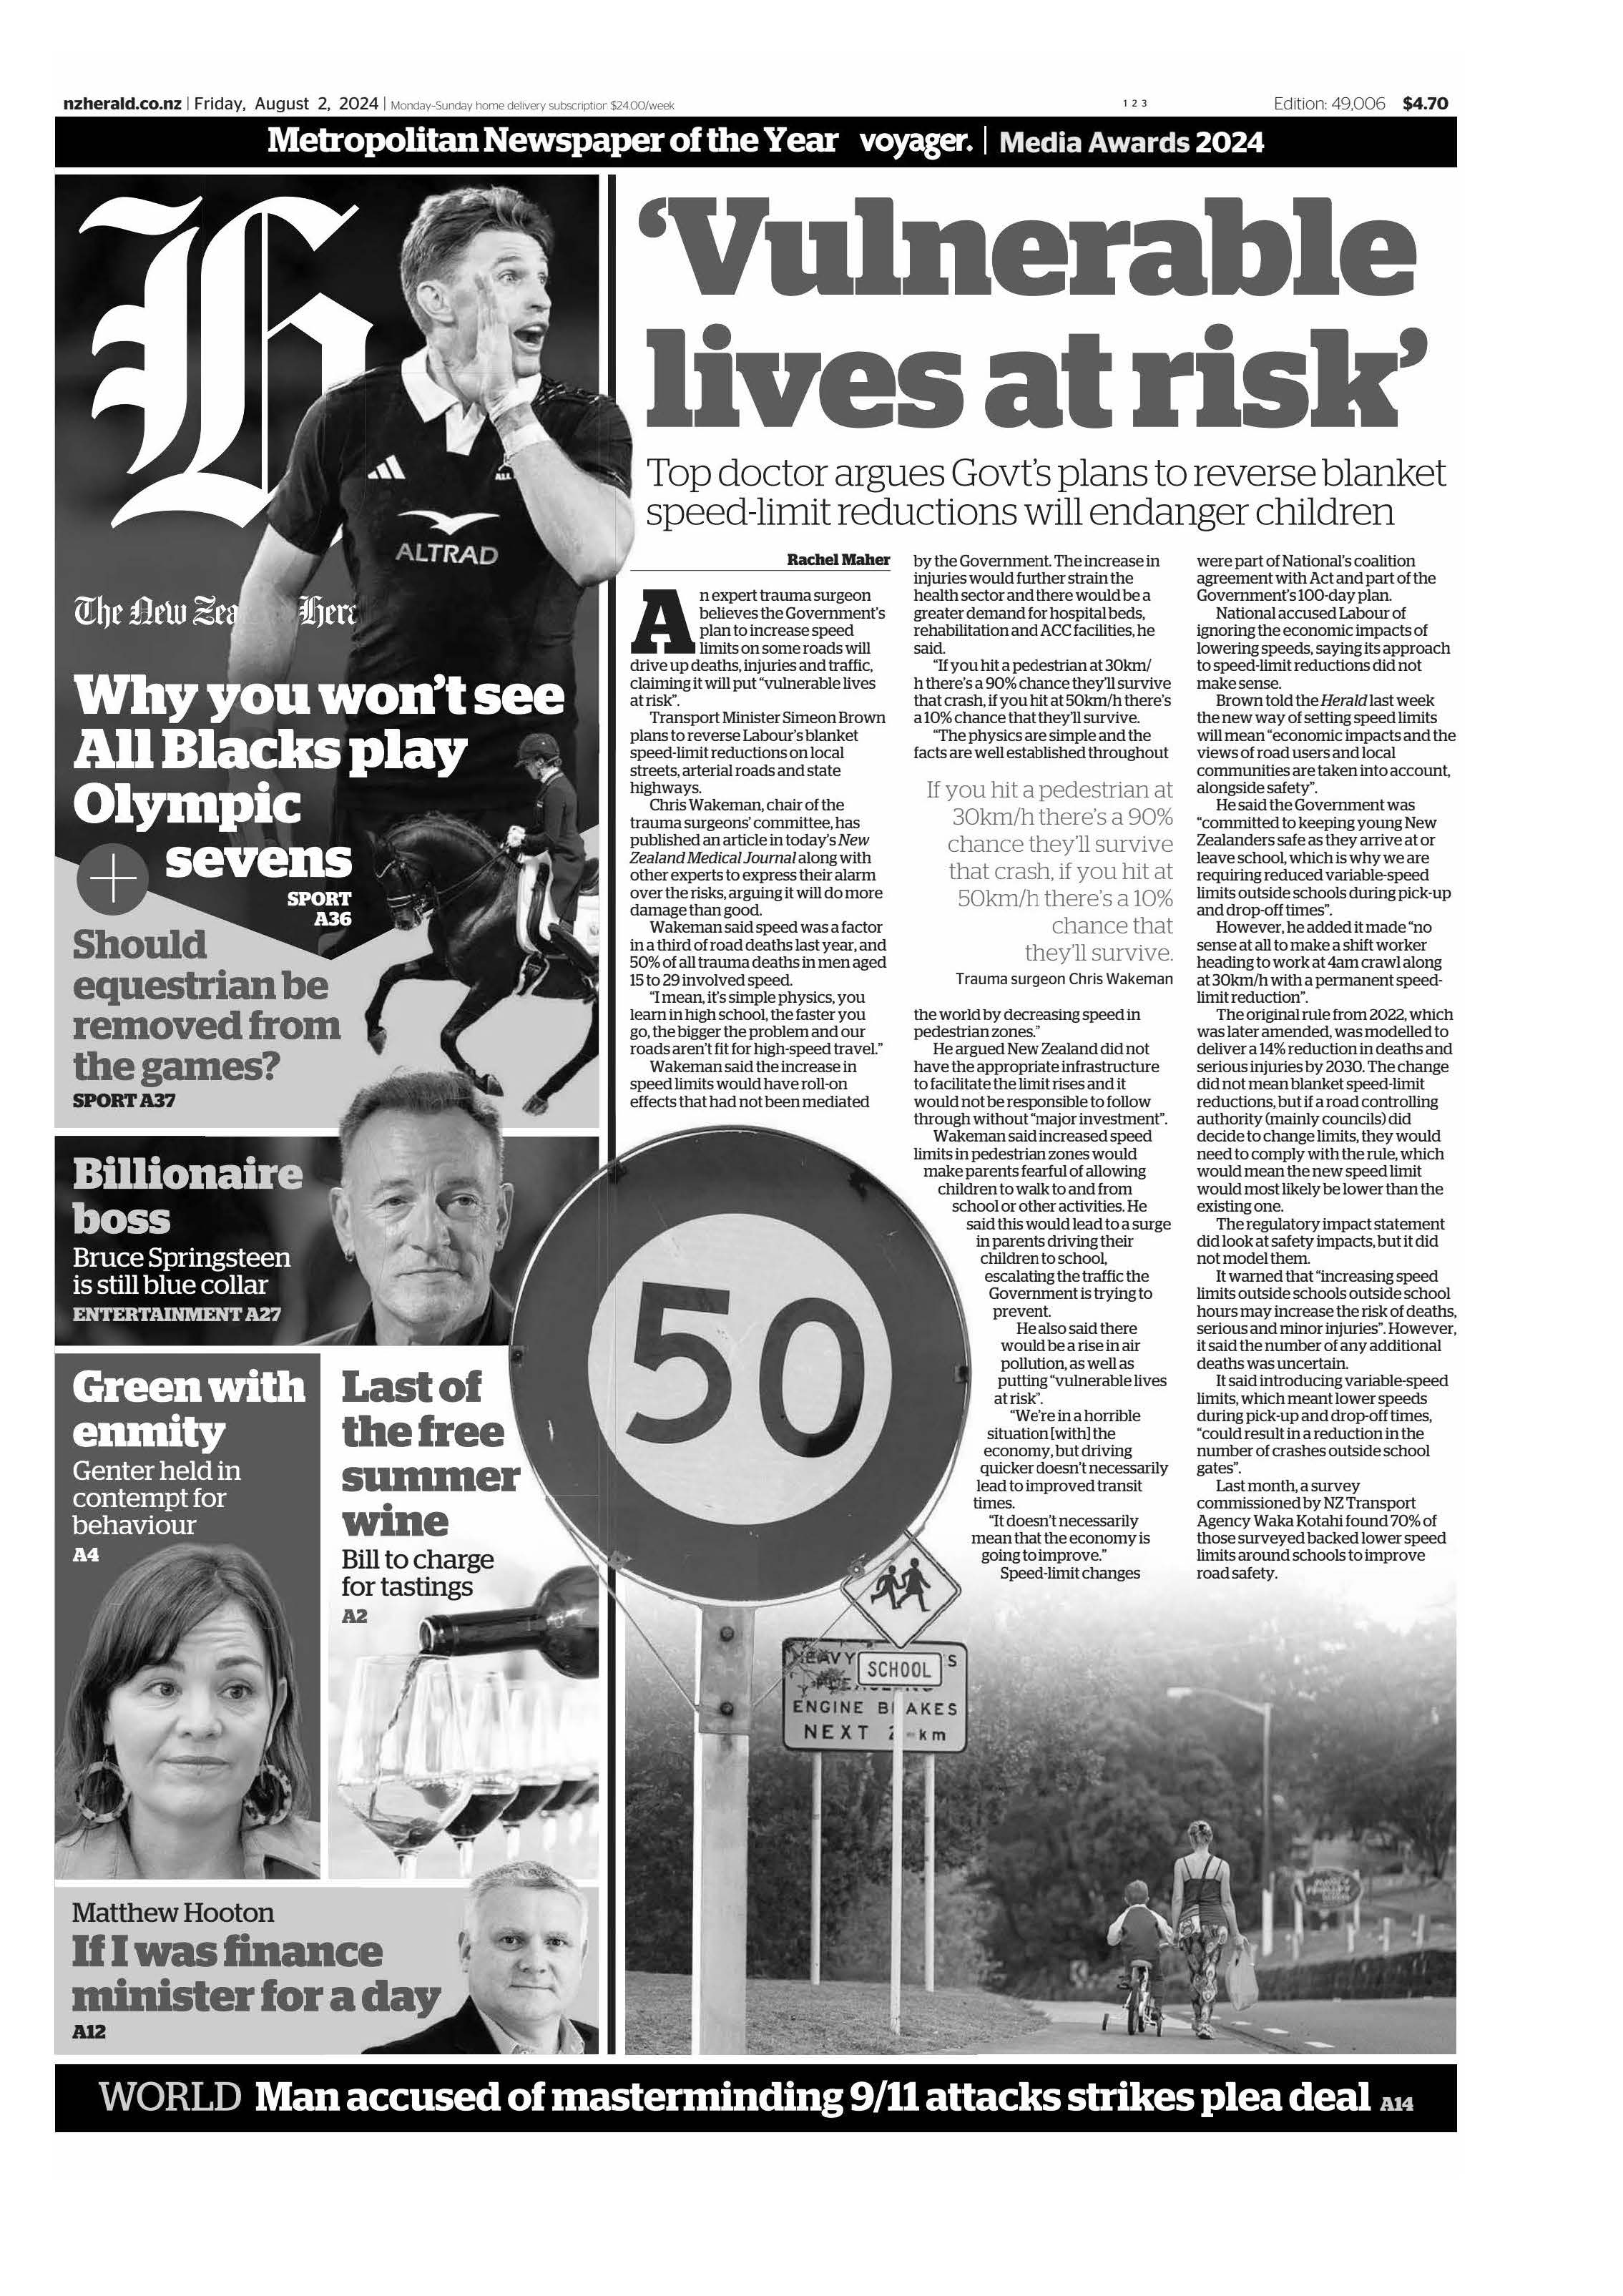 nzherald.co.nz | Friday, August 2, 2024 | Monday-Sunday home delivery subscription $24.00/week
1 2 3
Edition: 49,006 $4.70
Metropolitan Newspaper of the Year voyager. | Media Awards 2024
H
ALL
ALTRAD
The New Zea Hera
Why you won't see
All Blacks play
Olympic
sevens
SPORT
A36
Should
equestrian be
removed from
the games?
SPORT A37
Billionaire
boss
Bruce Springsteen
is still blue collar
ENTERTAINMENT A27
Green with
enmity
Genter held in
contempt for
behaviour
A4
Last of
the free
summer
wine
Bill to charge
for tastings
A2
Matthew Hooton
If I was finance
minister for a day
A12
‘Vulnerable
lives at risk’
Top doctor argues Govt's plans to reverse blanket
speed-limit reductions will endanger children
Rachel Maher
An expert trauma surgeon
believes the Government's
plan to increase speed
limits on some roads will
drive up deaths, injuries and traffic,
claiming it will put “vulnerable lives
at risk”.
Transport Minister Simeon Brown
plans to reverse Labour's blanket
speed-limit reductions on local
streets, arterial roads and state
highways.
Chris Wakeman, chair of the
trauma surgeons' committee, has
published an article in today's New
Zealand Medical Journal along with
other experts to express their alarm
over the risks, arguing it will do more
damage than good.
Wakeman said speed was a factor
in a third of road deaths last year, and
50% of all trauma deaths in men aged
15 to 29 involved speed.
“I mean, it's simple physics, you
learn in high school, the faster you
go, the bigger the problem and our
roads aren't fit for high-speed travel.”
Wakeman said the increase in
speed limits would have roll-on
effects that had not been mediated
by the Government. The increase in
injuries would further strain the
health sector and there would be a
greater demand for hospital beds,
rehabilitation and ACC facilities, he
said.
“If you hit a pedestrian at 30km/
h there's a 90% chance they'll survive
that crash, if you hit at 50km/h there's
a 10% chance that they'll survive.
“The physics are simple and the
facts are well established throughout
If you hit a pedestrian at
30km/h there's a 90%
chance they'll survive
that crash, if you hit at
50km/h there's a 10%
chance that
they'll survive.
Trauma surgeon Chris Wakeman
the world by decreasing speed in
pedestrian zones.”
He argued New Zealand did not
have the appropriate infrastructure
to facilitate the limit rises and it
would not be responsible to follow
through without “major investment”.
Wakeman said increased speed
limits in pedestrian zones would
make parents fearful of allowing
children to walk to and from
school or other activities. He
said this would lead to a surge
in parents driving their
children to school,
escalating the traffic the
Government is trying to
prevent.
He also said there
would be a rise in air
pollution, as well as
putting “vulnerable lives
at risk”.
“We're in a horrible
situation [with] the
economy, but driving
quicker doesn't necessarily
lead to improved transit
times.
“It doesn't necessarily
mean that the economy is
going to improve.”
Speed-limit changes
were part of National's coalition
agreement with Act and part of the
Government's 100-day plan.
National accused Labour of
ignoring the economic impacts of
lowering speeds, saying its approach
to speed-limit reductions did not
make sense.
Brown told the Herald last week
the new way of setting speed limits
will mean “economic impacts and the
views of road users and local
communities are taken into account,
alongside safety”.
He said the Government was
“committed to keeping young New
Zealanders safe as they arrive at or
leave school, which is why we are
requiring reduced variable-speed
limits outside schools during pick-up
and drop-off times”.
However, he added it made “no
sense at all to make a shift worker
heading to work at 4am crawl along
at 30km/h with a permanent speed-
limit reduction”.
The original rule from 2022, which
was later amended, was modelled to
deliver a 14% reduction in deaths and
serious injuries by 2030. The change
did not mean blanket speed-limit
reductions, but if a road controlling
authority (mainly councils) did
decide to change limits, they would
need to comply with the rule, which
would mean the new speed limit
would most likely be lower than the
existing one.
The regulatory impact statement
did look at safety impacts, but it did
not model them.
It warned that “increasing speed
limits outside schools outside school
hours may increase the risk of deaths,
serious and minor injuries”. However,
it said the number of any additional
deaths was uncertain.
It said introducing variable-speed
limits, which meant lower speeds
during pick-up and drop-off times,
“could result in a reduction in the
number of crashes outside school
gates”.
Last month, a survey
commissioned by NZ Transport
Agency Waka Kotahi found 70% of
those surveyed backed lower speed
limits around schools to improve
road safety.
50
HEAVY
SCHOOL
ENGINE BRAKES
NEXT km
WORLD Man accused of masterminding 9/11 attacks strikes plea deal A14